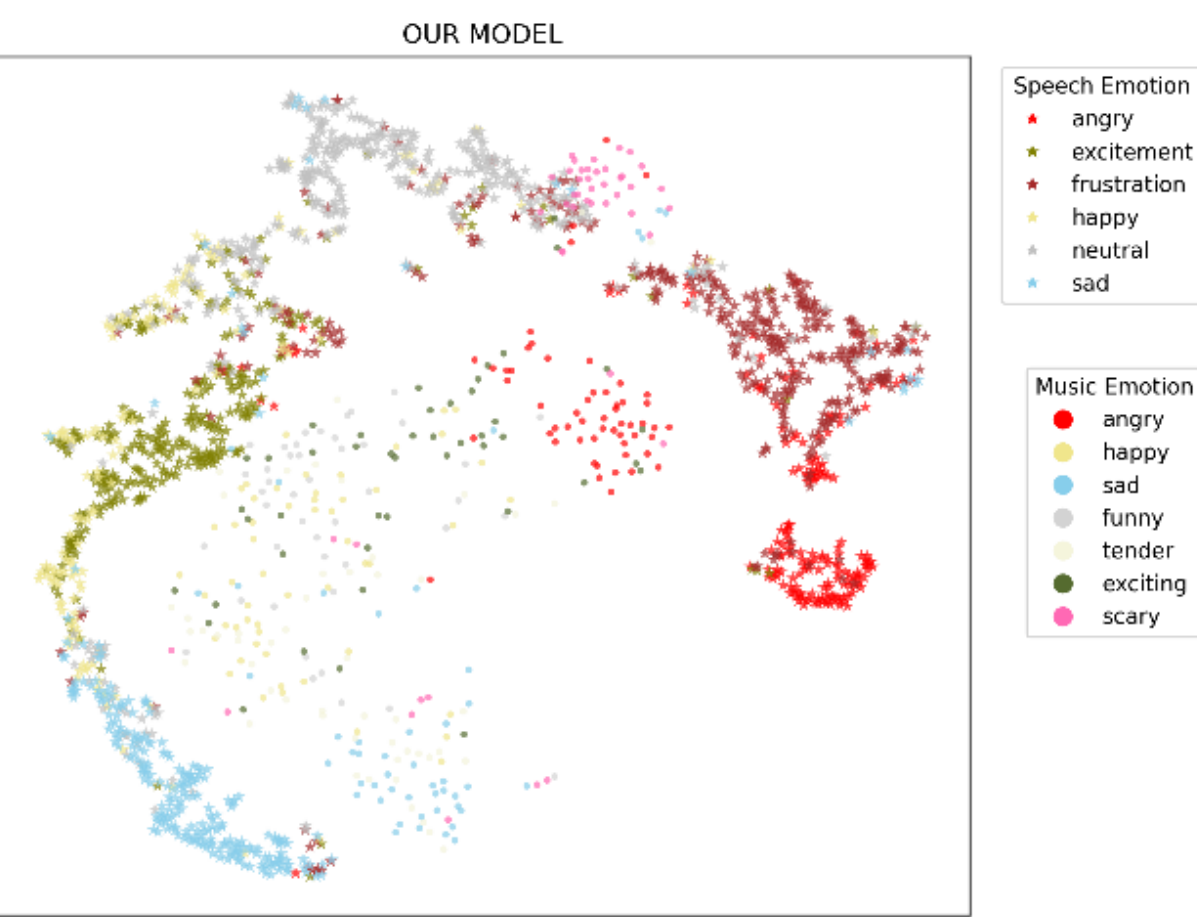 OUR MODEL
Speech Emotion
angry
excitement
frustration
happy
neutral
sad
Music Emotion
angry
happy
sad
funny
tender
exciting
scary